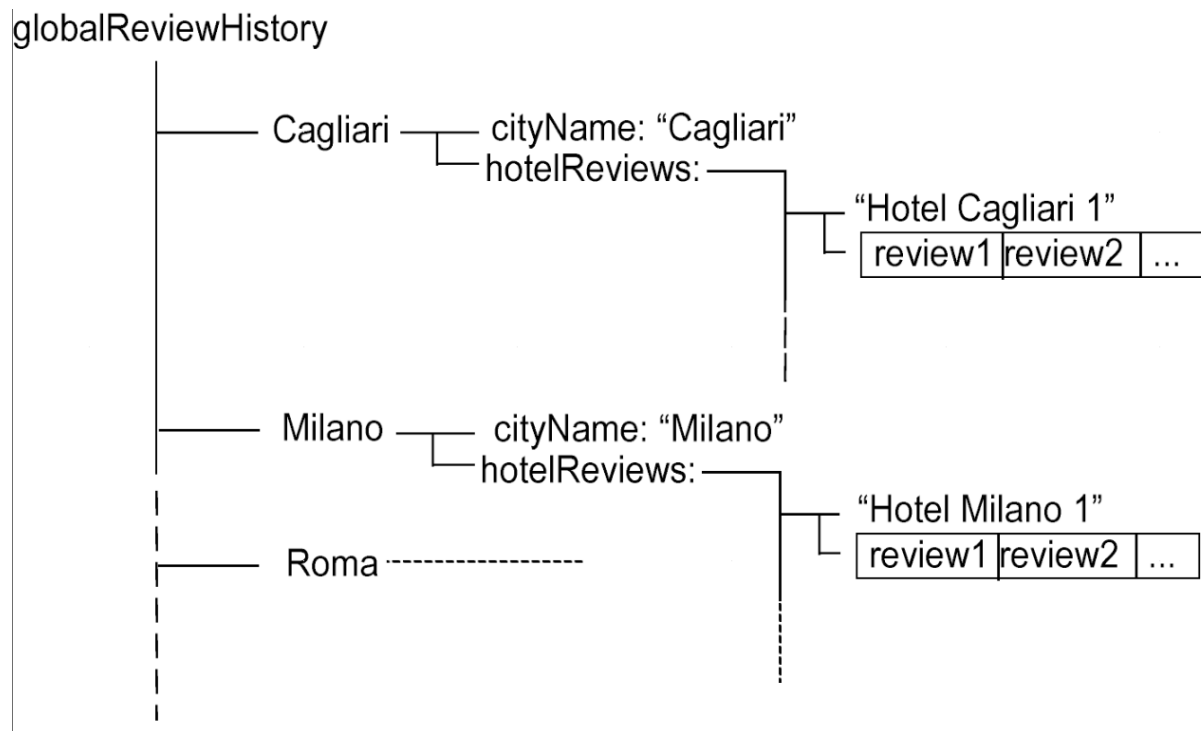 globalReviewHistory
Cagliari
cityName: “Cagliari”
hotelReviews:
“Hotel Cagliari 1”
review1 review2 ...
Milano
cityName: “Milano”
hotelReviews:
“Hotel Milano 1”
review1 review2 ...
Roma